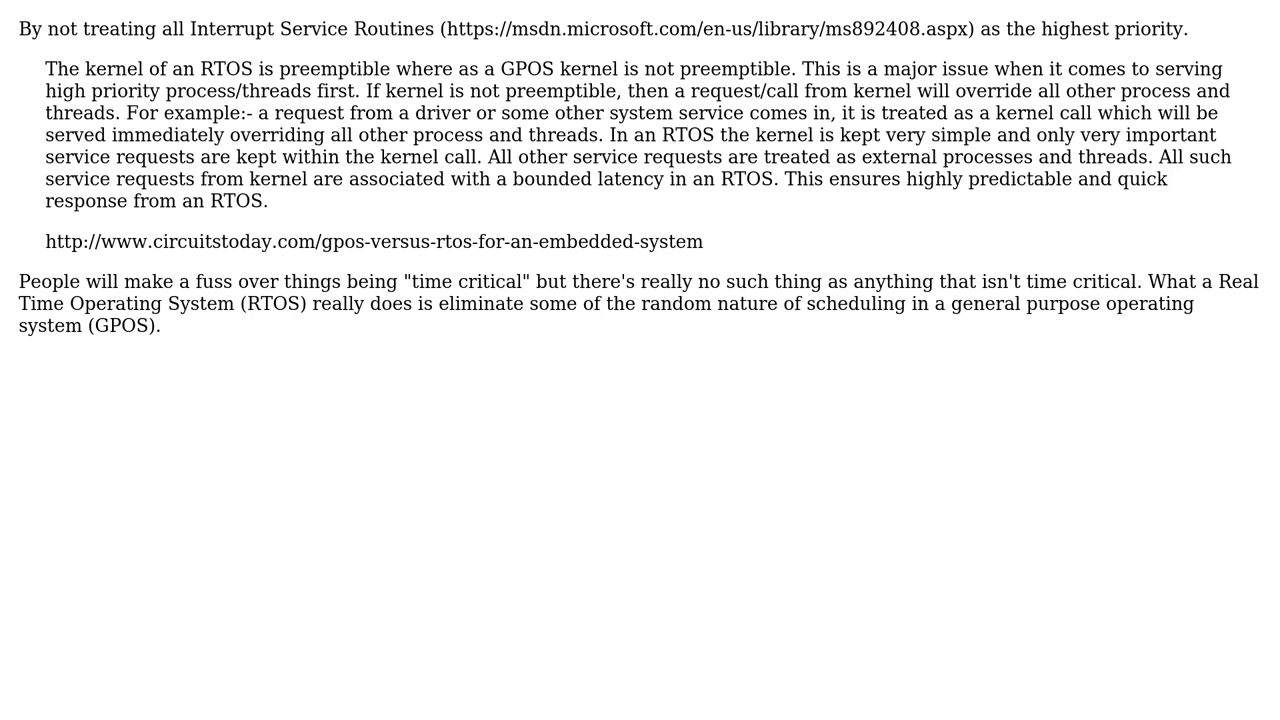 By not treating all Interrupt Service Routines (https://msdn.microsoft.com/en-us/library/ms892408.aspx) as the highest priority.
The kernel of an RTOS is preemptible where as a GPOS kernel is not preemptible. This is a major issue when it comes to serving
high priority process/threads first. If kernel is not preemptible, then a request/call from kernel will override all other process and
threads. For example:- a request from a driver or some other system service comes in, it is treated as a kernel call which will be
served immediately overriding all other process and threads. In an RTOS the kernel is kept very simple and only very important
service requests are kept within the kernel call. All other service requests are treated as external processes and threads. All such
service requests from kernel are associated with a bounded latency in an RTOS. This ensures highly predictable and quick
response from an RTOS.
http://www.circuitstoday.com/gpos-versus-rtos-for-an-embedded-system
People will make a fuss over things being "time critical" but there's really no such thing as anything that isn't time critical. What a Real
Time Operating System (RTOS) really does is eliminate some of the random nature of scheduling in a general purpose operating
system (GPOS).